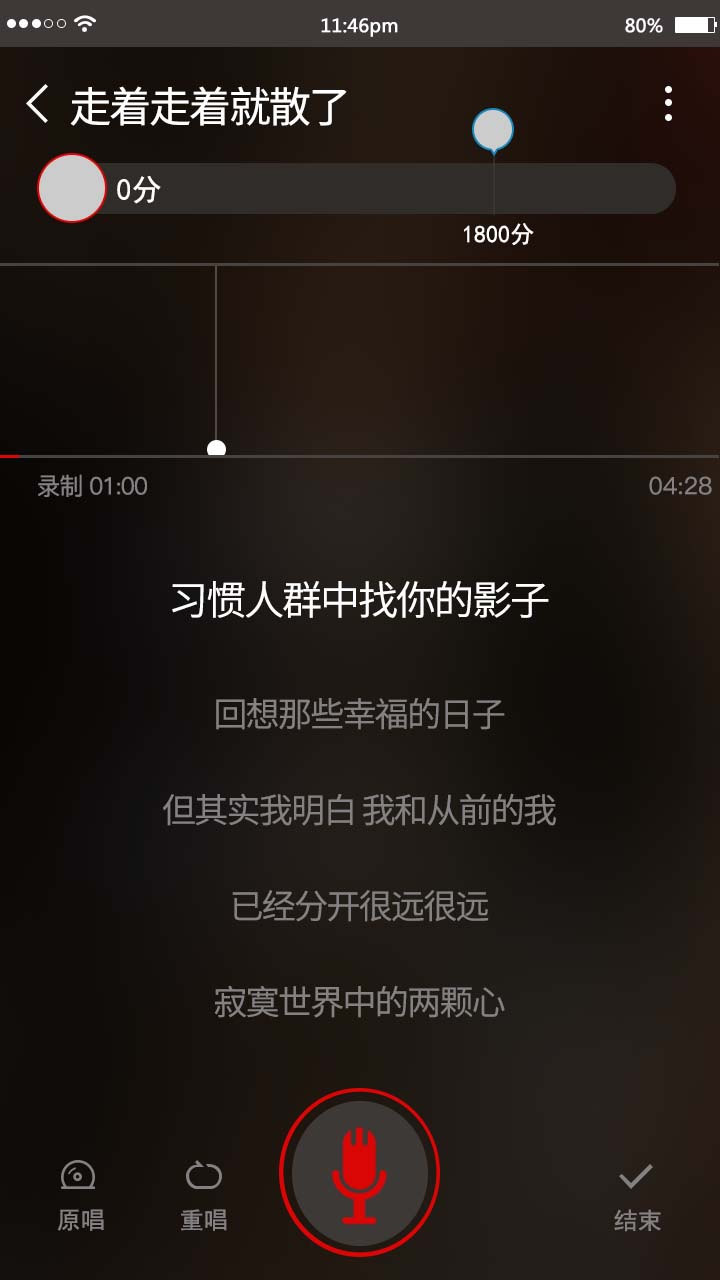 11:46pm 80%
走着走着就散了
0分
1800分
录制 01:00 04:28
习惯人群中找你的影子
回想那些幸福的日子
但其实我明白 我和从前的我
已经分开很远很远
寂寞世界中的两颗心
原唱 重唱 结束